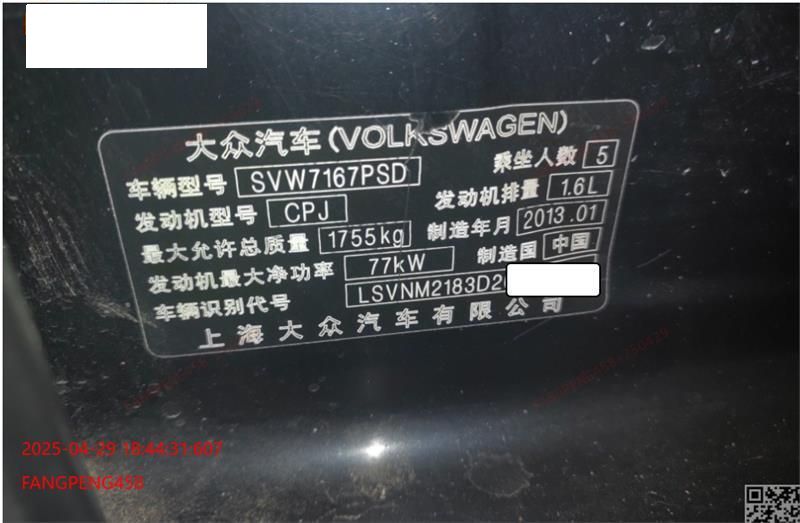 大众汽车(VOLKSWAGEN)
车辆型号 SVW7167PSD 乘坐人数 5
发动机型号 CPJ 发动机排量 1.6L
最大允许总质量 1755kg 制造年月 2013.01
发动机最大净功率 77kW 制造国 中国
车辆识别代号 LSVNM2183D2
上海大众汽车有限公司
2025-04-29 18:44:31:607
FANGPENG458